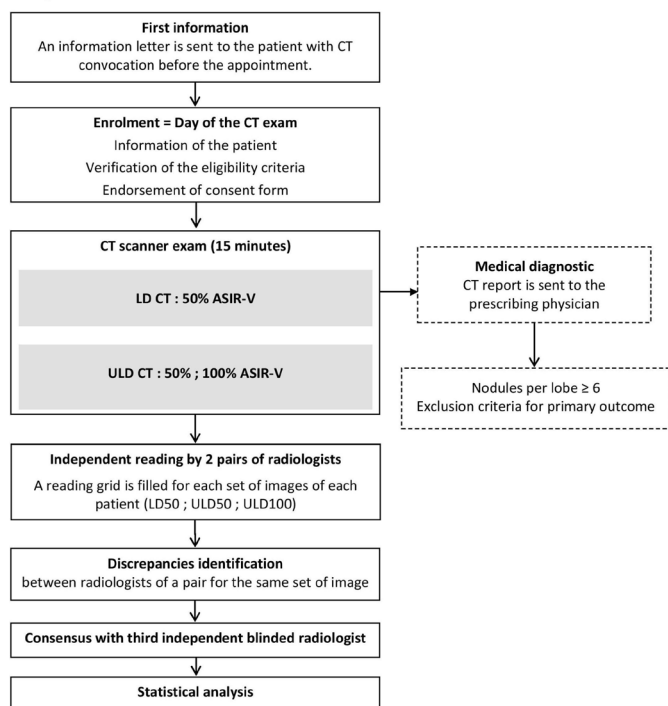 First information
An information letter is sent to the patient with CT
convocation before the appointment.
Enrolment = Day of the CT exam
Information of the patient
Verification of the eligibility criteria
Endorsement of consent form
CT scanner exam (15 minutes)
LD CT : 50% ASIR-V
ULD CT : 50% ; 100% ASIR-V
Medical diagnostic
CT report is sent to the
prescribing physician
Nodules per lobe ≥ 6
Exclusion criteria for primary outcome
Independent reading by 2 pairs of radiologists
A reading grid is filled for each set of images of each
patient (LD50 ; ULD50 ; ULD100)
Discrepancies identification
between radiologists of a pair for the same set of image
Consensus with third independent blinded radiologist
Statistical analysis